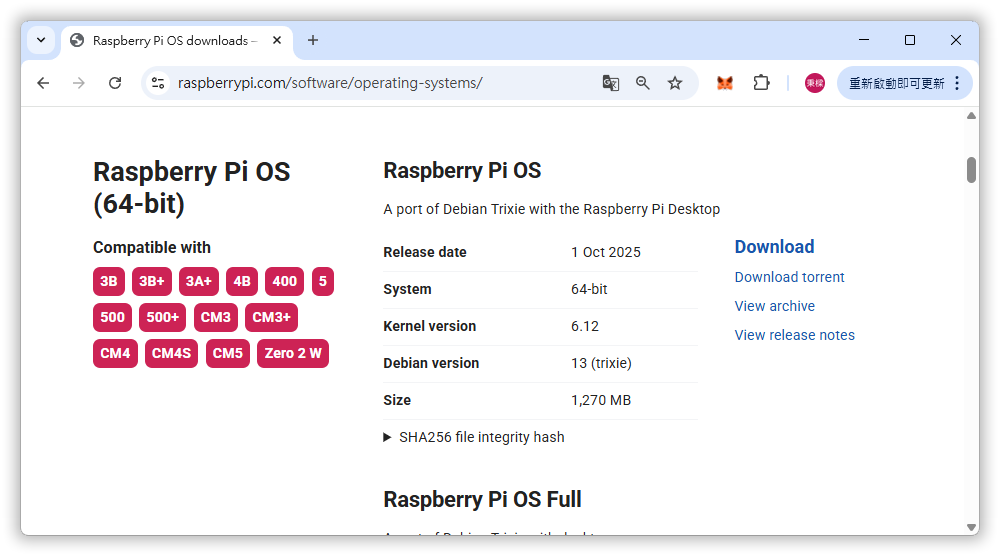 Raspberry Pi OS downloads –
raspberrypi.com/software/operating-systems/
秉樑
重新啟動即可更新
Raspberry Pi OS
(64-bit)
Compatible with
3B 3B+ 3A+ 4B 400 5
500 500+ CM3 CM3+
CM4 CM4S CM5 Zero 2 W
Raspberry Pi OS
A port of Debian Trixie with the Raspberry Pi Desktop
Release date 1 Oct 2025
System 64-bit
Kernel version 6.12
Debian version 13 (trixie)
Size 1,270 MB
SHA256 file integrity hash
Download
Download torrent
View archive
View release notes
Raspberry Pi OS Full